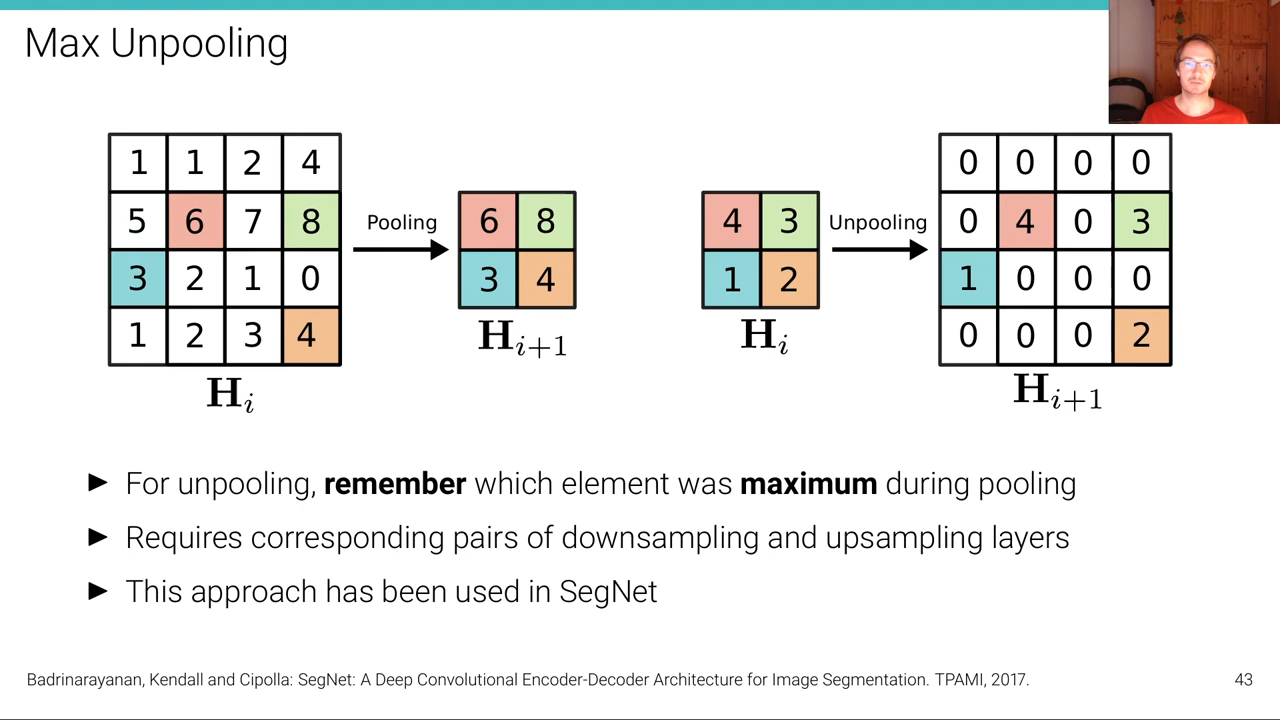 Max Unpooling
1 1 2 4
5 6 7 8
3 2 1 0
1 2 3 4
H_i
Pooling
6 8
3 4
H_{i+1}
4 3
1 2
H_i
Unpooling
0 0 0 0
0 4 0 3
1 0 0 0
0 0 0 2
H_{i+1}
► For unpooling, remember which element was maximum during pooling
► Requires corresponding pairs of downsampling and upsampling layers
► This approach has been used in SegNet
Badrinarayanan, Kendall and Cipolla: SegNet: A Deep Convolutional Encoder-Decoder Architecture for Image Segmentation. TPAMI, 2017.
43